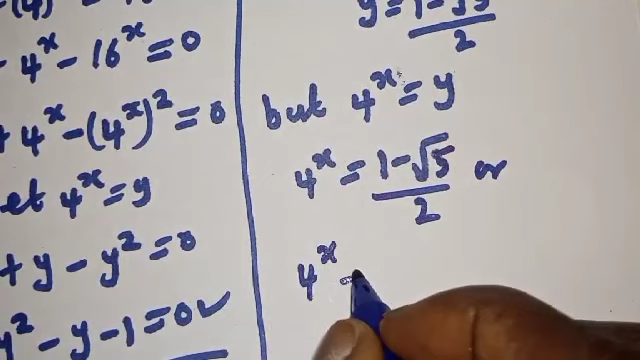 - 4^x - 16^x = 0
+ 4^x - (4^x)^2 = 0
et 4^x = y
+ y - y^2 = 0
y^2 - y - 1 = 0 ✓
y = 1 - √5 / 2
but 4^x = y
4^x = 1 - √5 / 2 or
4^x